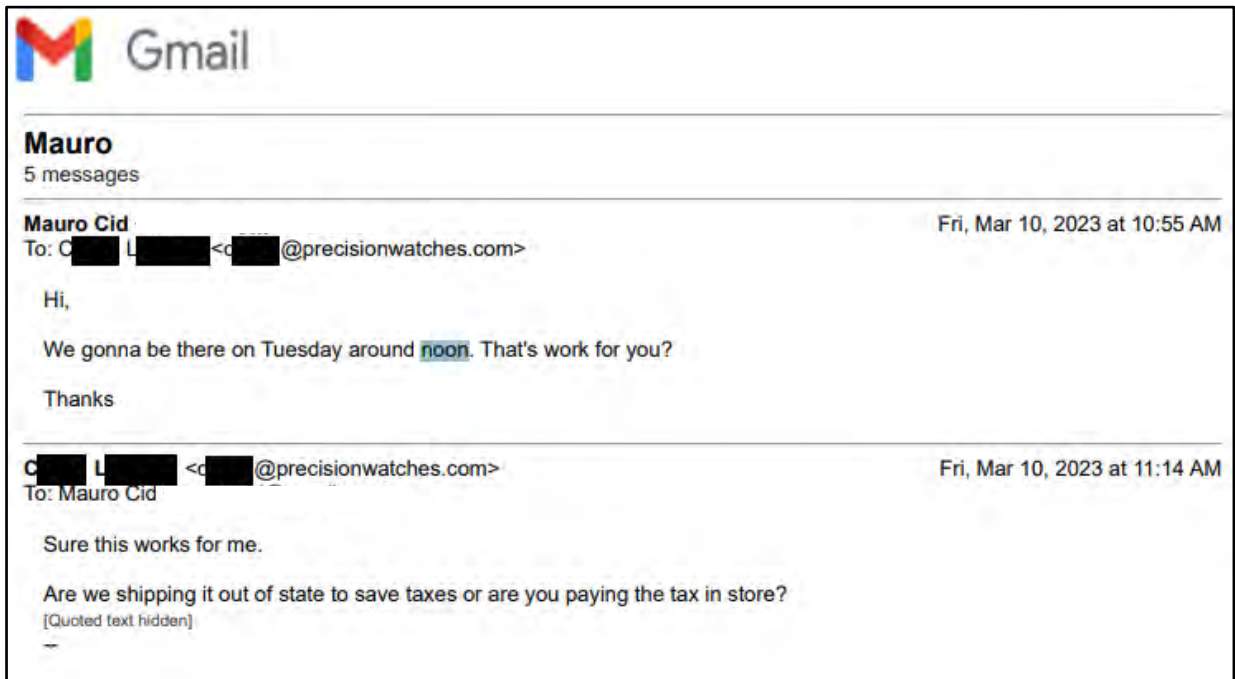 Gmail
Mauro
5 messages
Mauro Cid
Fri, Mar 10, 2023 at 10:55 AM
To: C L <c @precisionwatches.com>
Hi,
We gonna be there on Tuesday around noon. That's work for you?
Thanks
C L <c @precisionwatches.com>
Fri, Mar 10, 2023 at 11:14 AM
To: Mauro Cid
Sure this works for me.
Are we shipping it out of state to save taxes or are you paying the tax in store?
[Quoted text hidden]
--